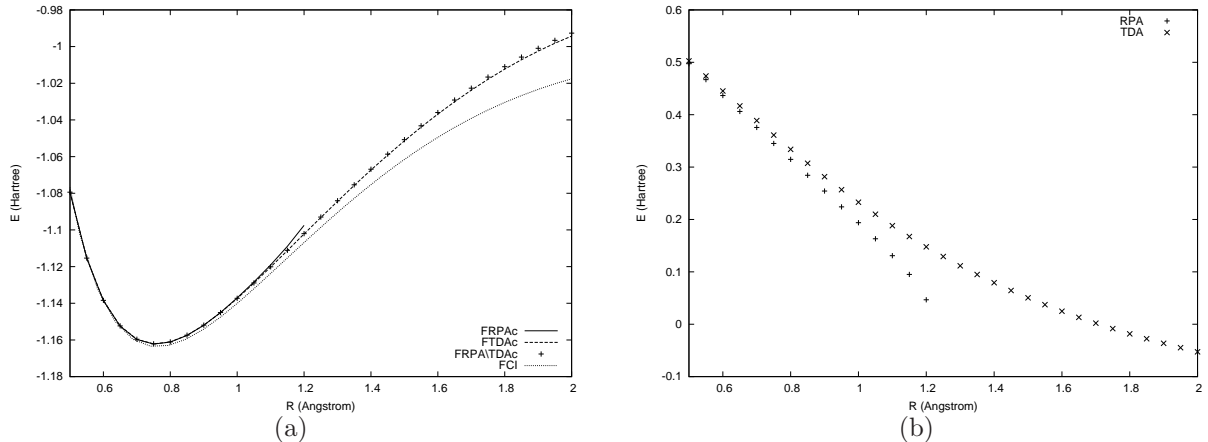 -0.98
-1
-1.02
-1.04
-1.06
-1.08
-1.1
-1.12
-1.14
-1.16
-1.18
E (Hartree)
0.6 0.8 1 1.2 1.4 1.6 1.8 2
R (Angstrom)
FRPAc
FTDAc
FRPA\TDAc
FCI
(a)
0.6
0.5
0.4
0.3
0.2
0.1
0
-0.1
E (Hartree)
0.6 0.8 1 1.2 1.4 1.6 1.8 2
R (Angstrom)
RPA
TDA
(b)